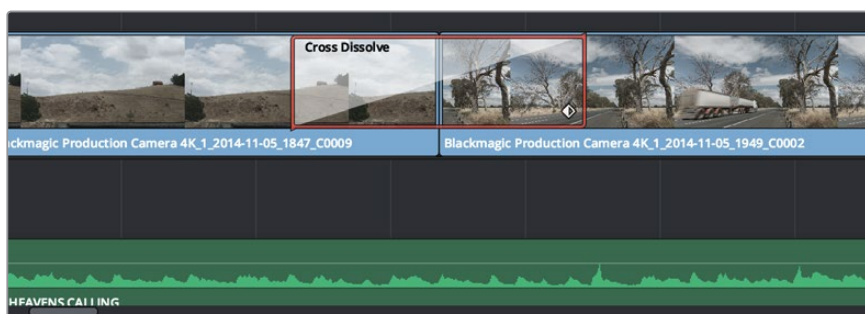 Cross Dissolve
ackmagic Production Camera 4K_1_2014-11-05_1847_C0009
Blackmagic Production Camera 4K_1_2014-11-05_1949_C0002
HEAVENS CALLING